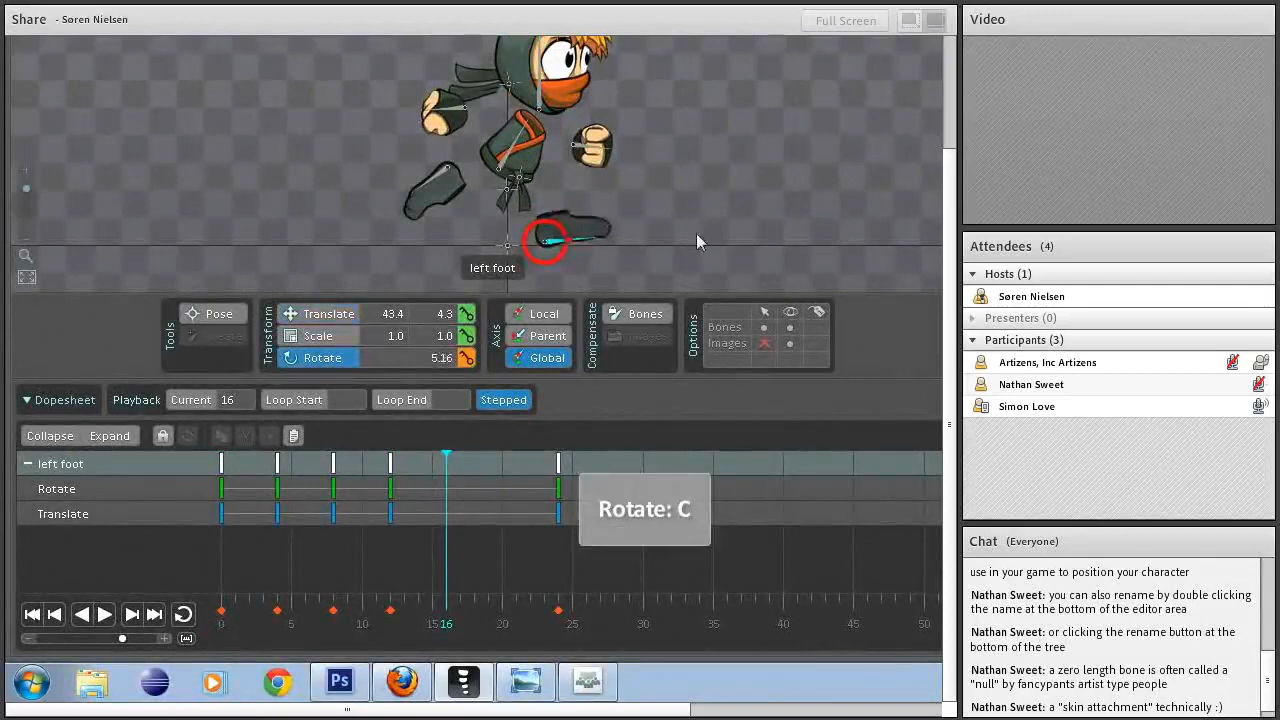 Share - Søren Nielsen
Full Screen
left foot
Tools
Pose
Transform
Translate 43.4 4.3
Scale 1.0 1.0
Rotate 5.16
Axis
Local
Parent
Global
Compensate
Bones
Images
Options
Bones
Images
Dopesheet
Playback
Current 16
Loop Start
Loop End
Stepped
Collapse
Expand
left foot
Rotate
Translate
Rotate: C
0 5 10 15 16 20 25 30 35 40 45 50
Ps
Video
Attendees (4)
Hosts (1)
Søren Nielsen
Presenters (0)
Participants (3)
Artizens, Inc Artizens
Nathan Sweet
Simon Love
Chat (Everyone)
use in your game to position your character
Nathan Sweet: you can also rename by double clicking
the name at the bottom of the editor area
Nathan Sweet: or clicking the rename button at the
bottom of the tree
Nathan Sweet: a zero length bone is often called a
"null" by fancypants artist type people
Nathan Sweet: a "skin attachment" technically :)